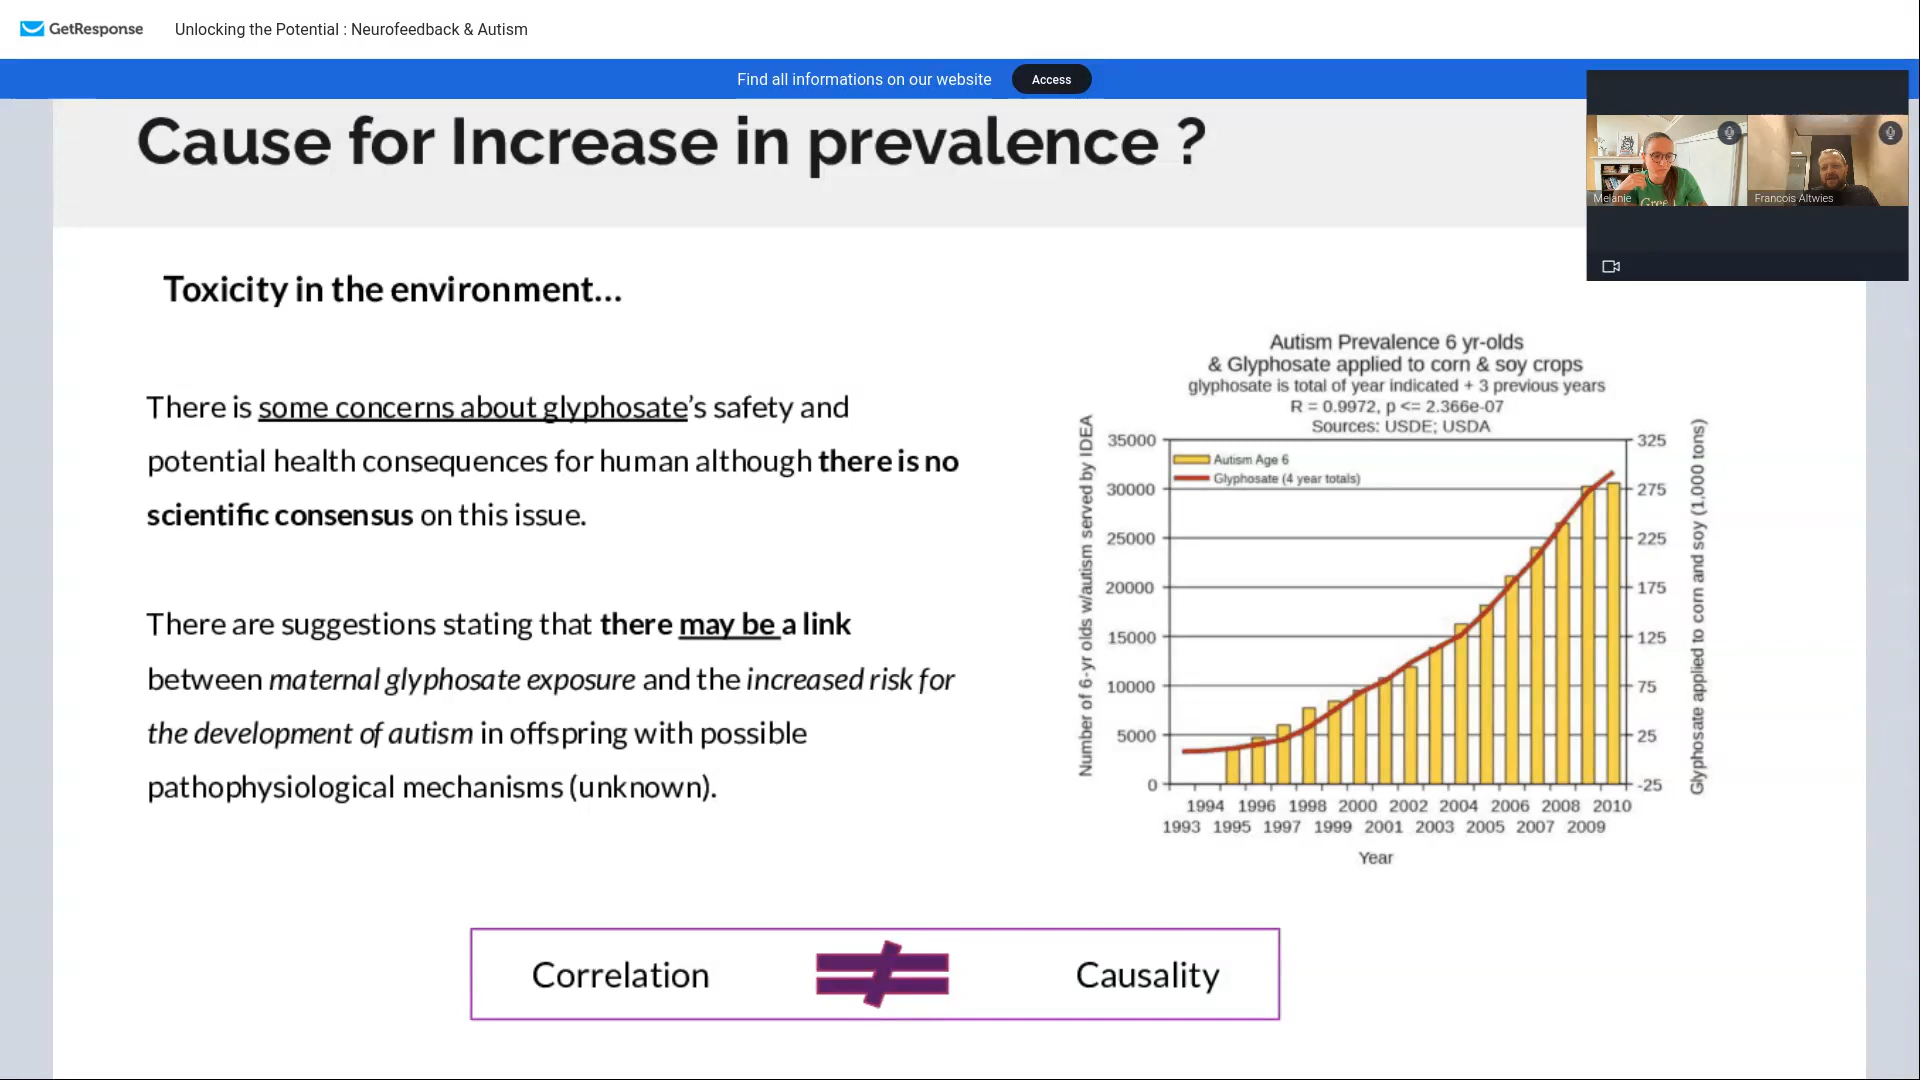 GetResponse
Unlocking the Potential : Neurofeedback & Autism
Find all informations on our website
Access
Cause for Increase in prevalence ?
Melanie
Francois Altwies
Gree
Toxicity in the environment...
There is some concerns about glyphosate's safety and
potential health consequences for human although there is no
scientific consensus on this issue.
There are suggestions stating that there may be a link
between maternal glyphosate exposure and the increased risk for
the development of autism in offspring with possible
pathophysiological mechanisms (unknown).
Autism Prevalence 6 yr-olds
& Glyphosate applied to corn & soy crops
glyphosate is total of year indicated + 3 previous years
R = 0.9972, p <= 2.366e-07
Sources: USDE; USDA
Number of 6-yr olds w/autism served by IDEA
35000
30000
25000
20000
15000
10000
5000
0
Autism Age 6
Glyphosate (4 year totals)
325
275
225
175
125
75
25
-25
Glyphosate applied to corn and soy (1,000 tons)
1994 1996 1998 2000 2002 2004 2006 2008 2010
1993 1995 1997 1999 2001 2003 2005 2007 2009
Year
Correlation ≠ Causality